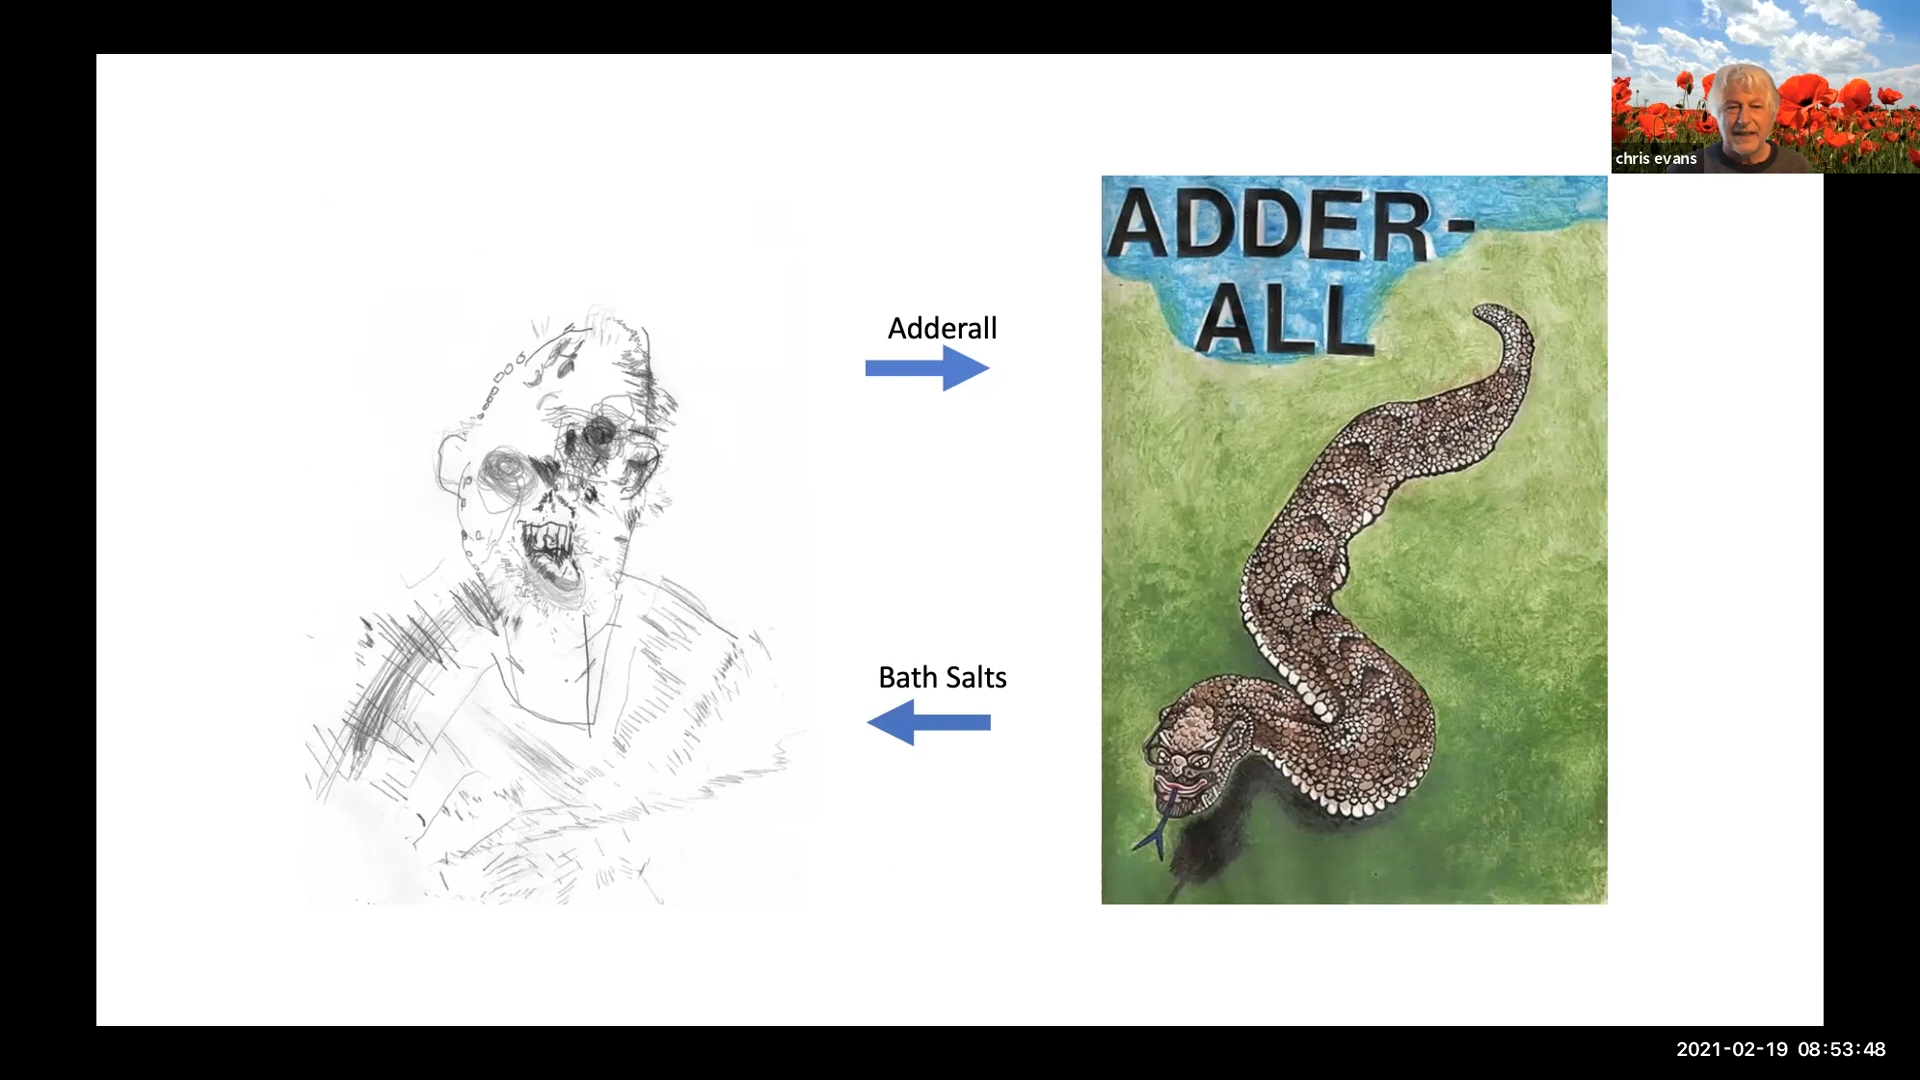 chris evans
ADDER-
ALL
Adderall
Bath Salts
2021-02-19 08:53:48